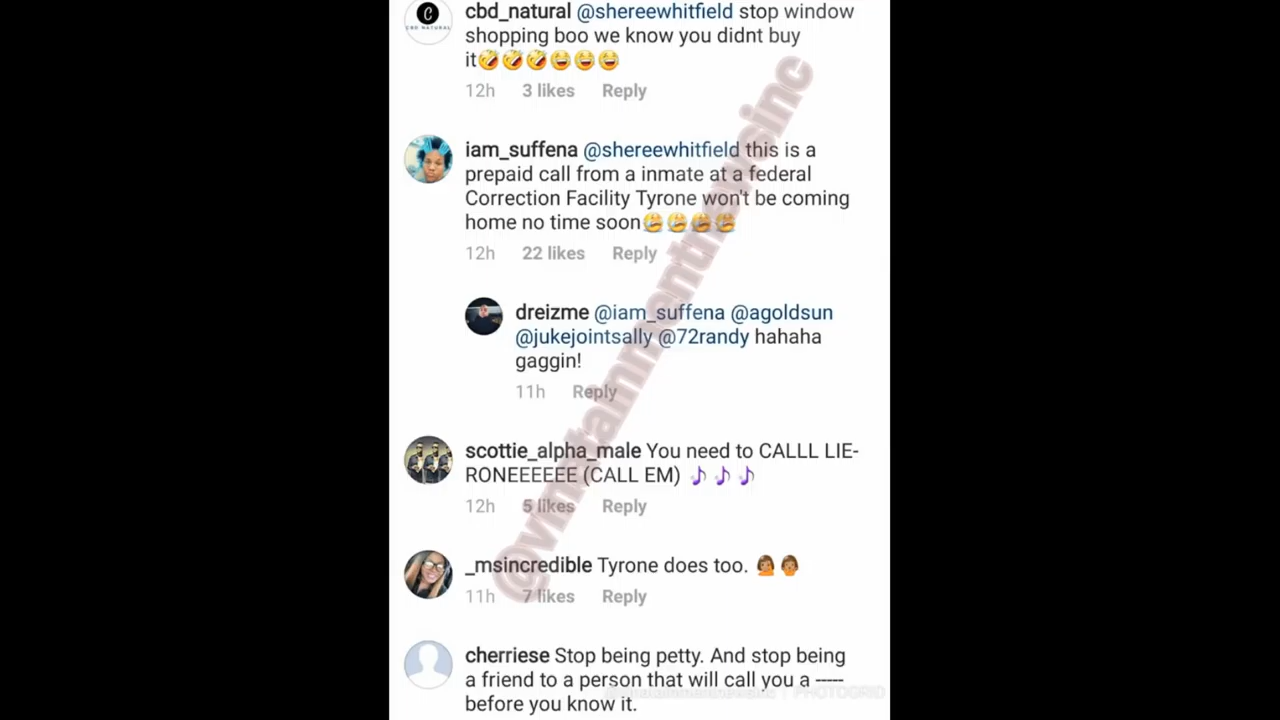 cbd_natural @shereewhitfield stop window
shopping boo we know you didnt buy
it🤣🤣🤣😂😂😂
12h 3 likes Reply
iam_suffena @shereewhitfield this is a
prepaid call from a inmate at a federal
Correction Facility Tyrone won't be coming
home no time soon😭😭😭😭
12h 22 likes Reply
dreizme @iam_suffena @agoldsun
@jukejointsally @72randy hahaha
gaggin!
11h Reply
scottie_alpha_male You need to CALLL LIE-
RONEEEEEE (CALL EM) 🎵🎵🎵
12h 5 likes Reply
_msincredible Tyrone does too. 💁🏽🤦🏽
11h 7 likes Reply
cherriese Stop being petty. And stop being
a friend to a person that will call you a -----
before you know it.
PHOTOGRID
CBD NATURAL